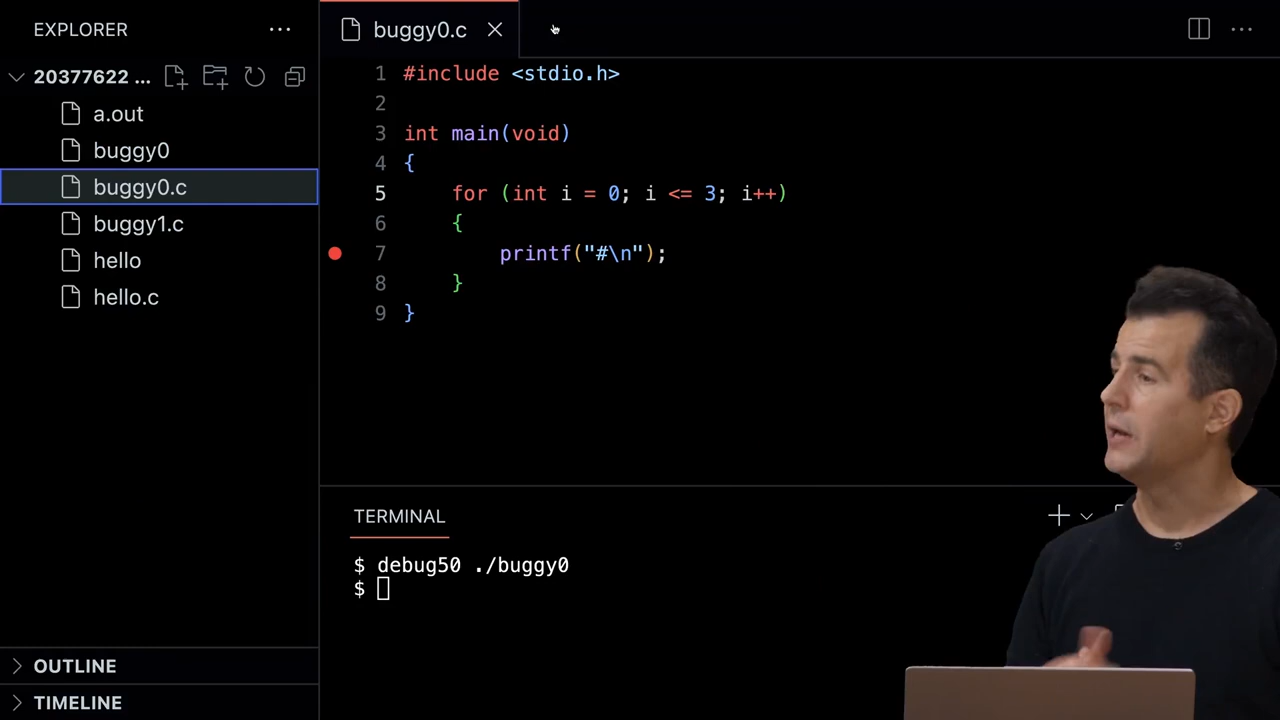 EXPLORER
20377622 ...
a.out
buggy0
buggy0.c
buggy1.c
hello
hello.c
OUTLINE
TIMELINE
buggy0.c
1 #include <stdio.h>
2
3 int main(void)
4 {
5 for (int i = 0; i <= 3; i++)
6 {
7 printf("#\n");
8 }
9 }
TERMINAL
$ debug50 ./buggy0
$